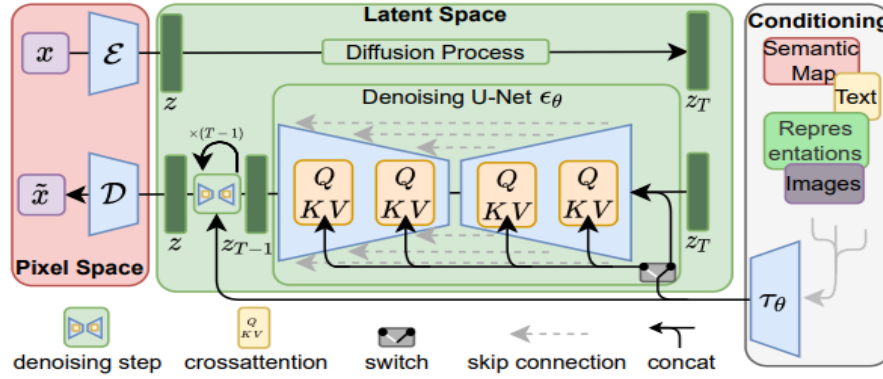 Latent Space
Conditioning
x
ℰ
Diffusion Process
z
z_T
Semantic
Map
Text
Repres
entations
Images
Denoising U-Net ϵ_θ
×(T−1)
Q
KV
Q
KV
Q
KV
Q
KV
x̃
𝒟
z
z_{T−1}
z_T
Pixel Space
τ_θ
Q
KV
denoising step
crossattention
switch
skip connection
concat